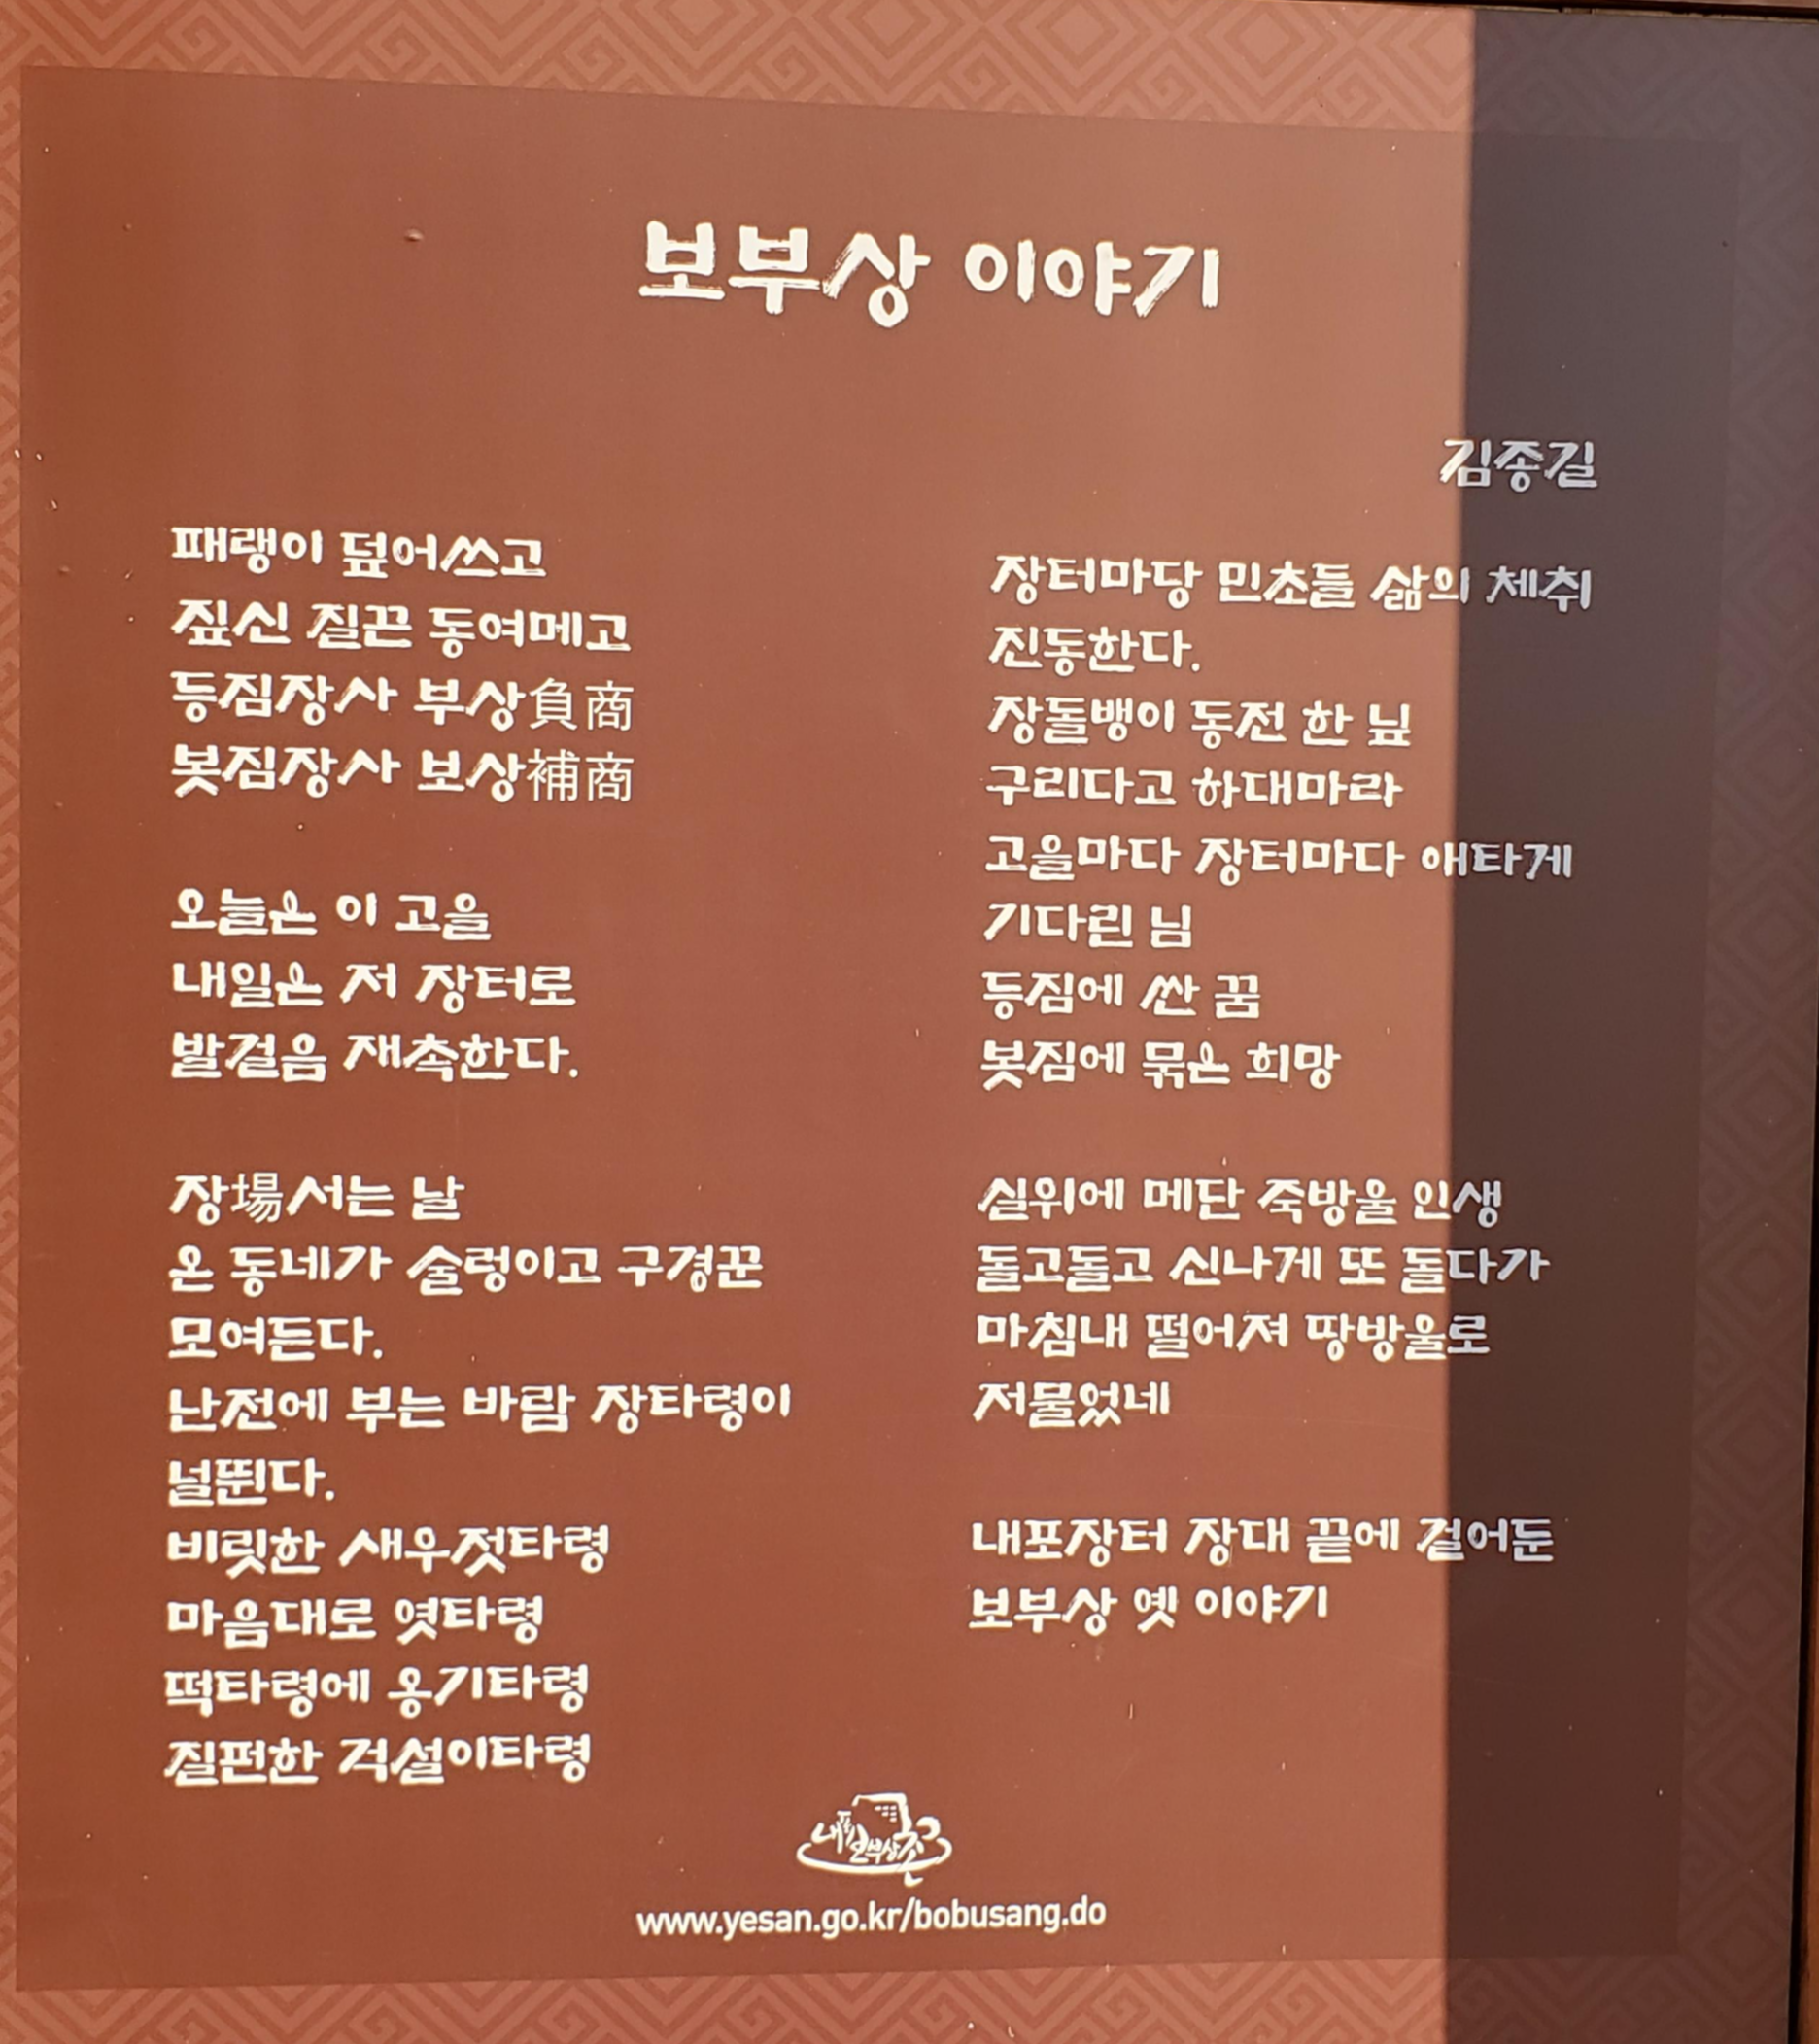 보부상 이야기
김종길
패랭이 덮어쓰고
짚신 질끈 동여메고
등짐장사 부상負商
봇짐장사 보상補商
오늘은 이 고을
내일은 저 장터로
발걸음 재촉한다.
장場서는 날
온 동네가 술렁이고 구경꾼
모여든다.
난전에 부는 바람 장타령이
널뛴다.
비릿한 새우젓타령
마음대로 엿타령
떡타령에 옹기타령
질펀한 걱설이타령
장터마당 민초들 삶의 체취
진동한다.
장돌뱅이 동전 한 닢
구리다고 하대마라
고을마다 장터마다 애타게
기다린 님
등짐에 싼 꿈
봇짐에 묶은 희망
실위에 메단 죽방울 인생
돌고돌고 신나게 또 돌다가
마침내 떨어져 땅방울로
저물었네
내포장터 장대 끝에 걸어둔
보부상 옛 이야기
내포보부상촌
www.yesan.go.kr/bobusang.do